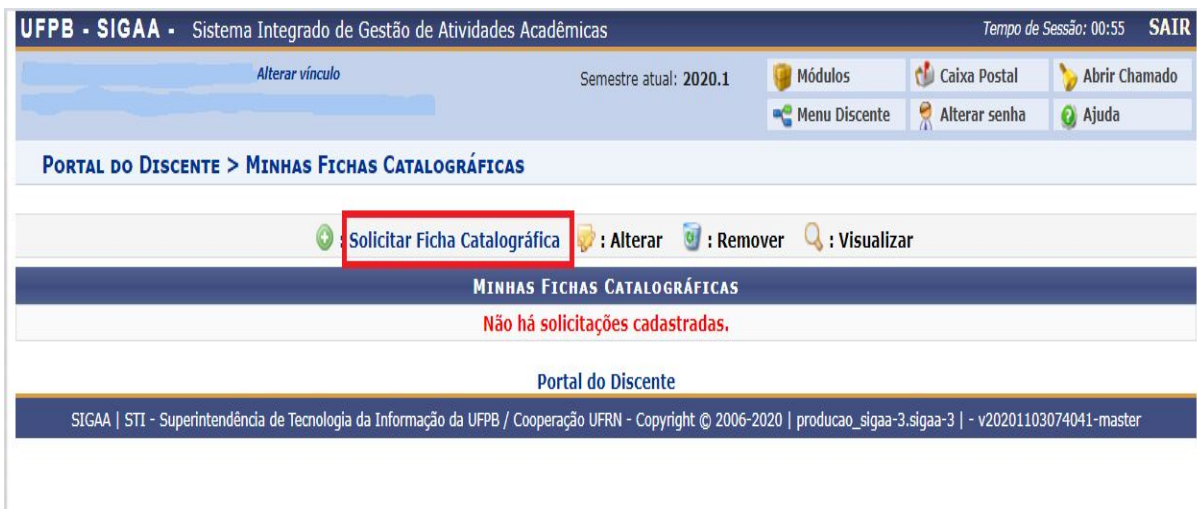 UFPB - SIGAA - Sistema Integrado de Gestão de Atividades Acadêmicas Tempo de Sessão: 00:55 SAIR
Alterar vínculo Semestre atual: 2020.1 Módulos Caixa Postal Abrir Chamado
Menu Discente Alterar senha Ajuda
PORTAL DO DISCENTE > MINHAS FICHAS CATALOGRÁFICAS
: Solicitar Ficha Catalográfica : Alterar : Remover : Visualizar
MINHAS FICHAS CATALOGRÁFICAS
Não há solicitações cadastradas.
Portal do Discente
SIGAA | STI - Superintendência de Tecnologia da Informação da UFPB / Cooperação UFRN - Copyright © 2006-2020 | producao_sigaa-3.sigaa-3 | - v20201103074041-master